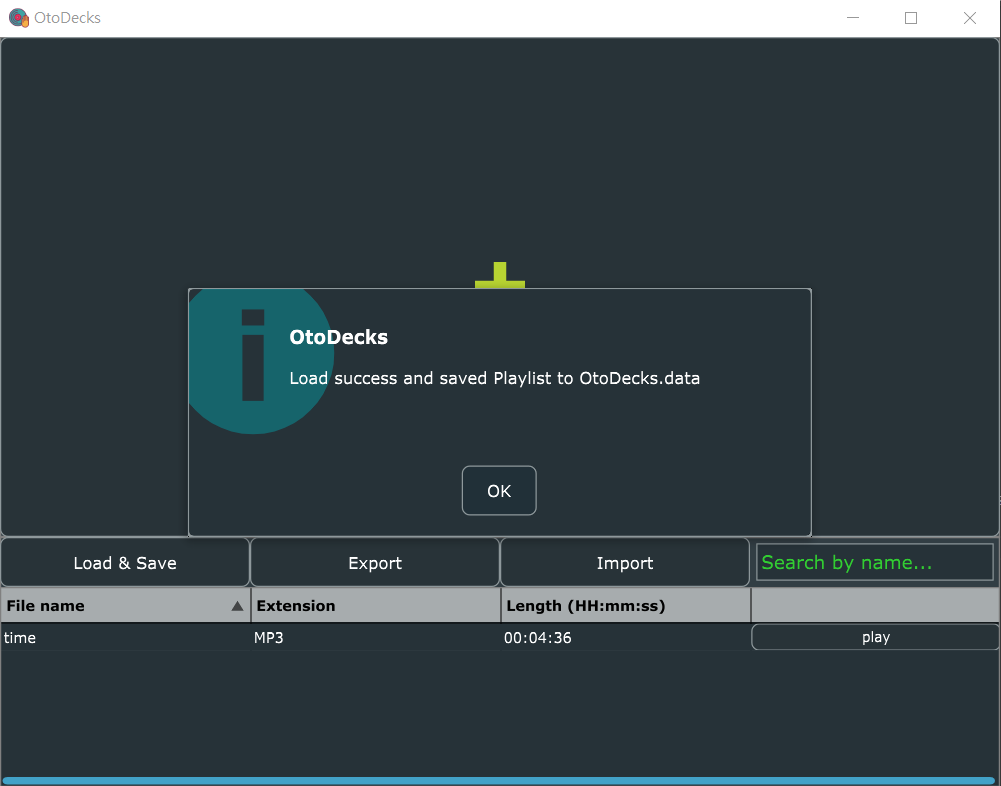 OtoDecks
OtoDecks
Load success and saved Playlist to OtoDecks.data
OK
Load & Save Export Import Search by name...
File name Extension Length (HH:mm:ss)
time MP3 00:04:36 play